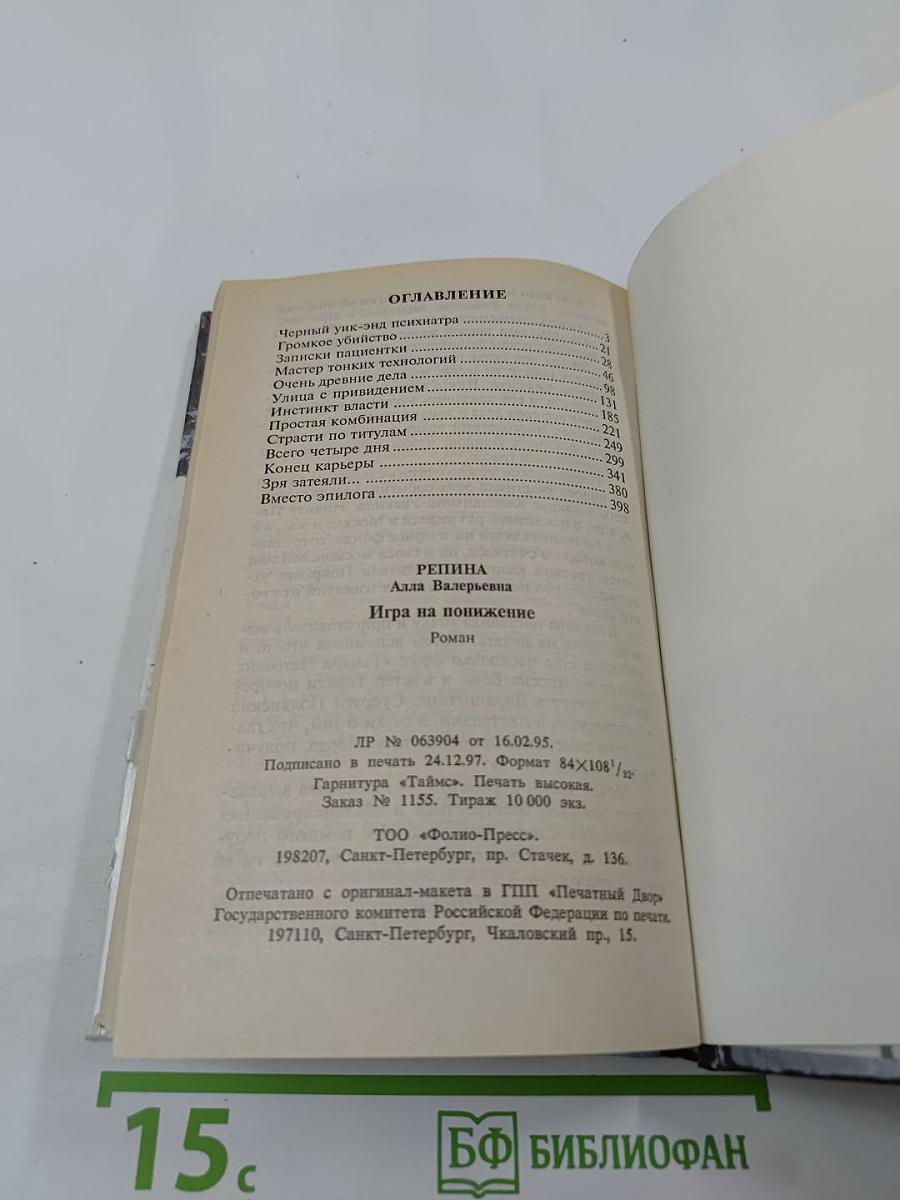 ОГЛАВЛЕНИЕ
Черный уик-энд психиатра ... 3
Громкое убийство ... 21
Записки пациентки ... 28
Мастер тонких технологий ... 46
Очень древние дела ... 98
Улица с привидением ... 131
Инстинкт власти ... 185
Простая комбинация ... 221
Страсти по титулам ... 249
Всего четыре дня ... 299
Конец карьеры ... 341
Зря затеяли... ... 380
Вместо эпилога ... 398
РЕПИНА
Алла Валерьевна
Игра на понижение
Роман
ЛР № 063904 от 16.02.95.
Подписано в печать 24.12.97. Формат 84×108¹/₃₂.
Гарнитура «Таймс». Печать высокая.
Заказ № 1155. Тираж 10 000 экз.
ТОО «Фолио-Пресс».
198207, Санкт-Петербург, пр. Стачек, д. 136.
Отпечатано с оригинал-макета в ГПП «Печатный Двор»
Государственного комитета Российской Федерации по печати.
197110, Санкт-Петербург, Чкаловский пр., 15.
15 с
БФ БИБЛИОФАН